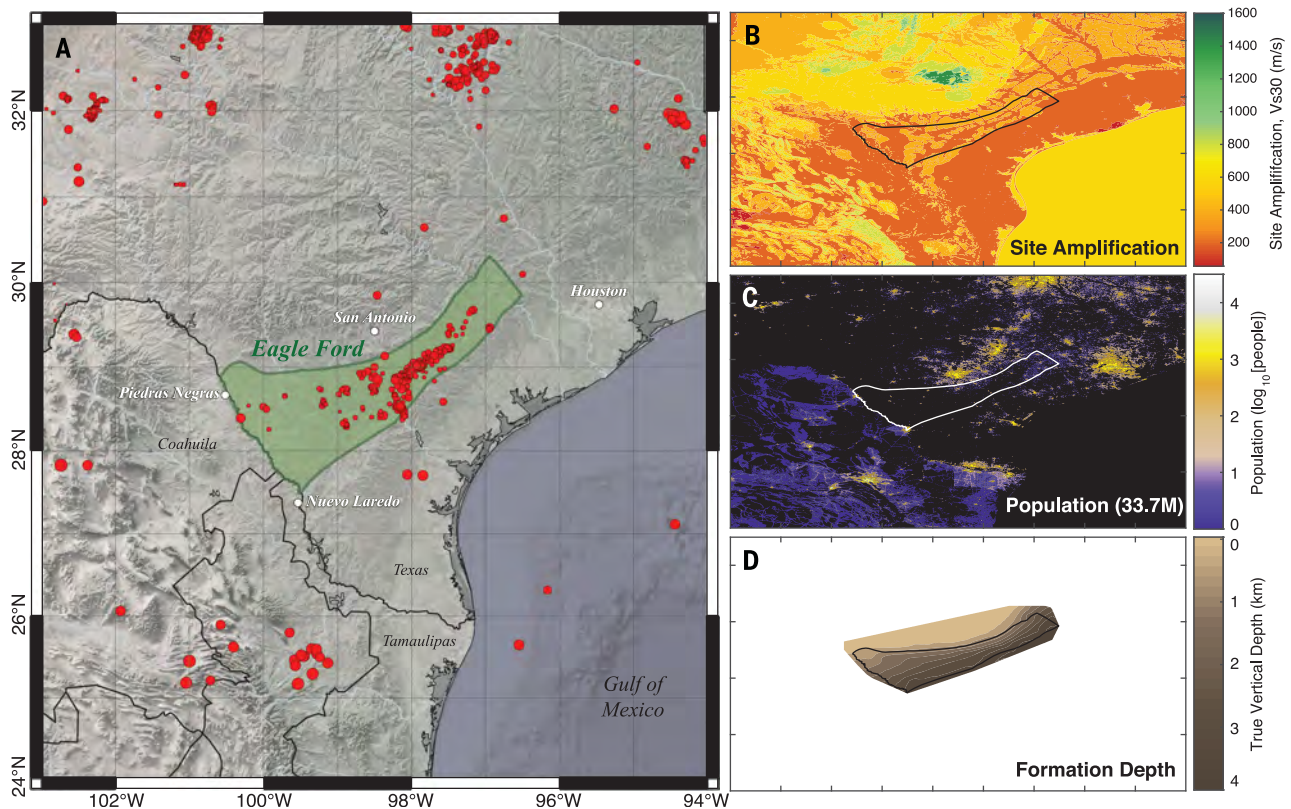 A
32°N
30°N
28°N
26°N
24°N
102°W
100°W
98°W
96°W
94°W
Houston
San Antonio
Eagle Ford
Piedras Negras
Coahuila
Nuevo Laredo
Texas
Tamaulipas
Gulf of
Mexico
B
Site Amplification
1600
1400
1200
1000
800
600
400
200
Site Amplififcation, Vs30 (m/s)
C
Population (33.7M)
4
3
2
1
0
Population (log10[people])
D
Formation Depth
0
1
2
3
4
True Vertical Depth (km)